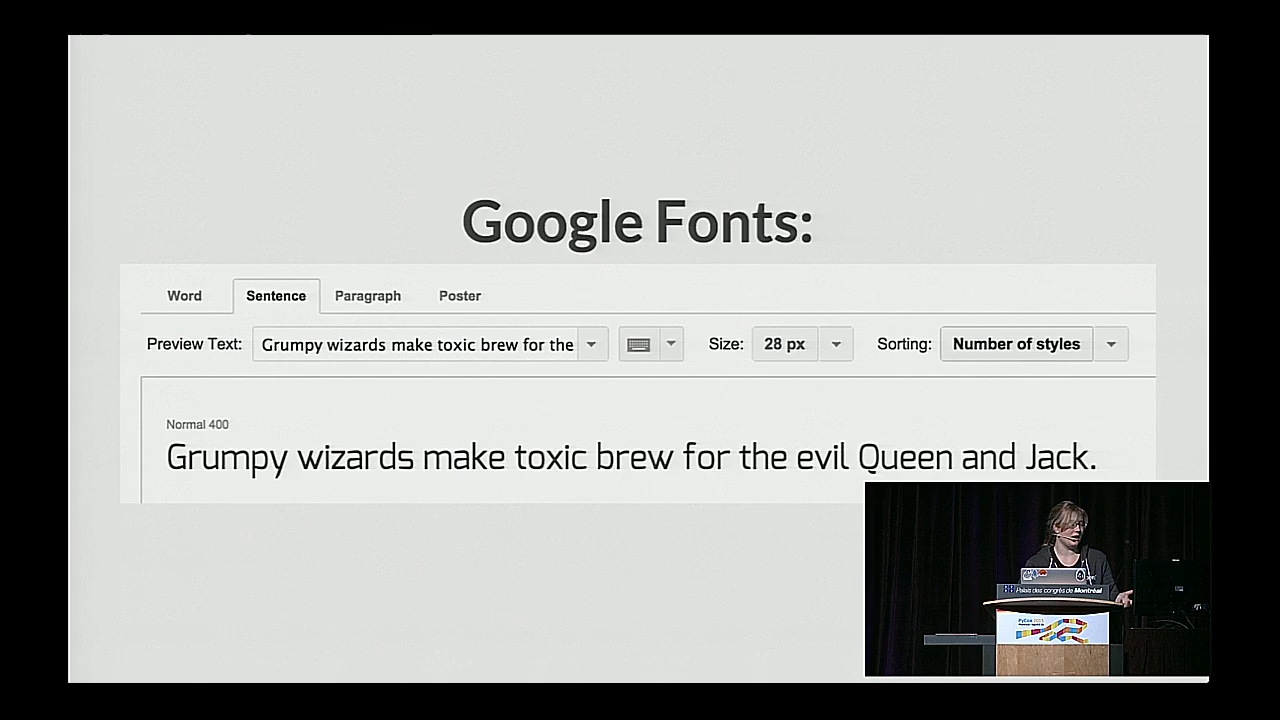 Google Fonts:
Word Sentence Paragraph Poster
Preview Text: Grumpy wizards make toxic brew for the Size: 28 px Sorting: Number of styles
Normal 400
Grumpy wizards make toxic brew for the evil Queen and Jack.
Palais des congrès de Montréal
PyCon 2015